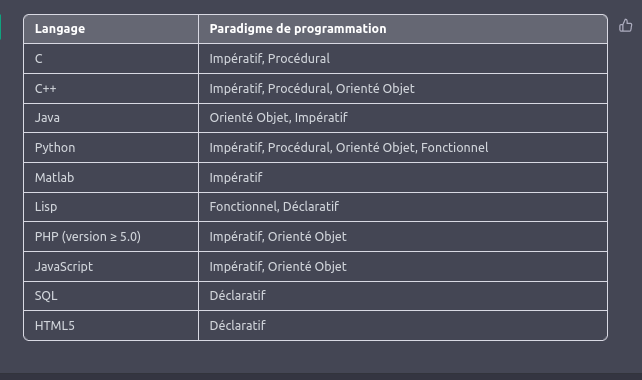 Langage Paradigme de programmation
C Impératif, Procédural
C++ Impératif, Procédural, Orienté Objet
Java Orienté Objet, Impératif
Python Impératif, Procédural, Orienté Objet, Fonctionnel
Matlab Impératif
Lisp Fonctionnel, Déclaratif
PHP (version ≥ 5.0) Impératif, Orienté Objet
JavaScript Impératif, Orienté Objet
SQL Déclaratif
HTML5 Déclaratif